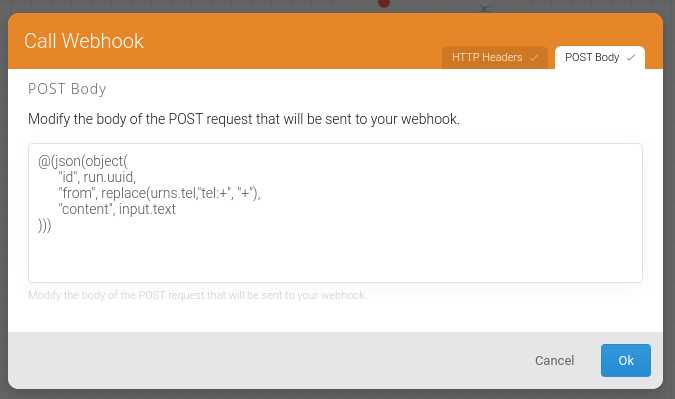 Call Webhook
HTTP Headers
POST Body
POST Body
Modify the body of the POST request that will be sent to your webhook.
@(json(object(
"id", run.uuid,
"from", replace(urns.tel,"tel:+", "+"),
"content", input.text
)))
Modify the body of the POST request that will be sent to your webhook.
Cancel
Ok